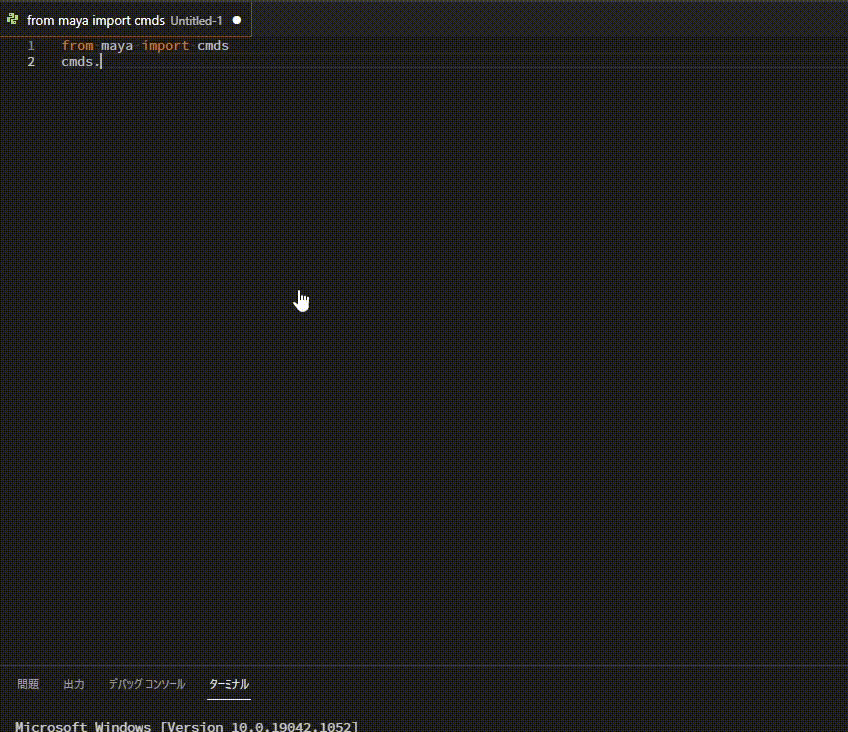 from maya import cmds Untitled-1
1 from maya import cmds
2 cmds.
問題 出力 デバッグ コンソール ターミナル
Microsoft Windows [Version 10.0.19042.1052]